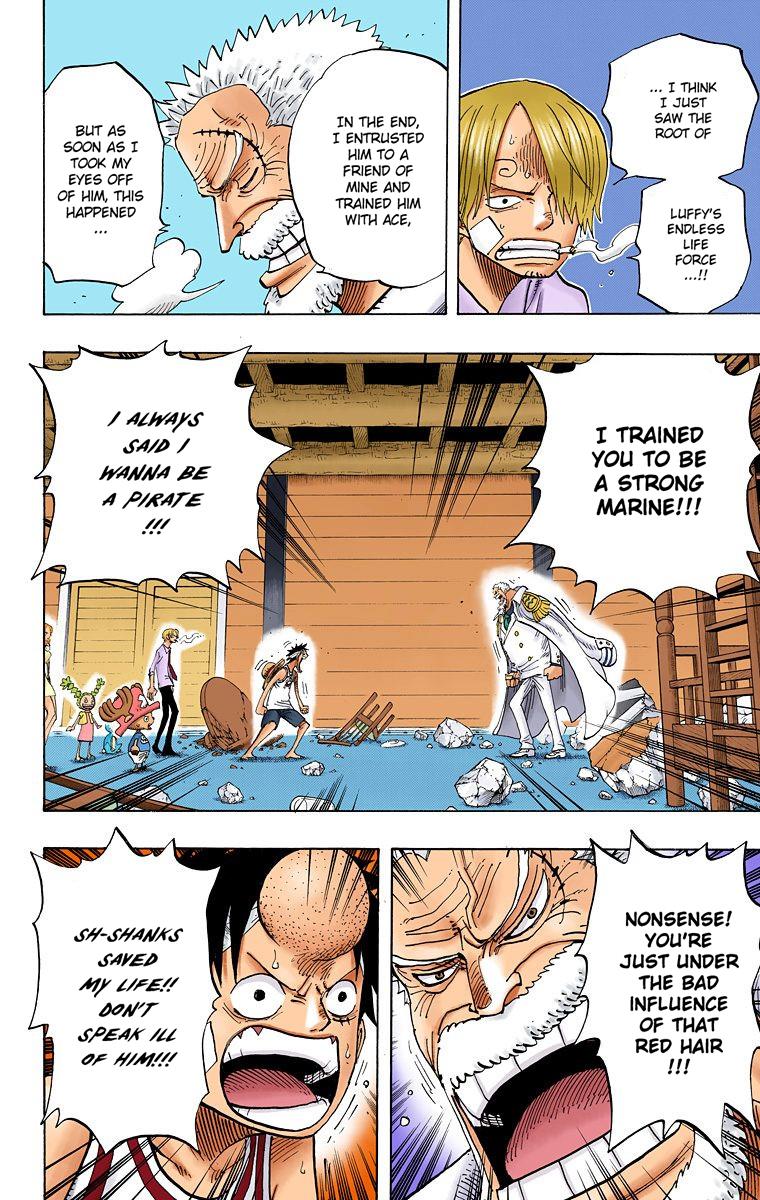 ... I THINK
I JUST
SAW THE
ROOT OF
LUFFY'S
ENDLESS
LIFE
FORCE
...!!
IN THE END,
I ENTRUSTED
HIM TO A
FRIEND OF
MINE AND
TRAINED HIM
WITH ACE,
BUT AS
SOON AS I
TOOK MY
EYES OFF
OF HIM, THIS
HAPPENED
...
I TRAINED
YOU TO BE
A STRONG
MARINE!!!
I ALWAYS
SAID I
WANNA BE
A PIRATE
!!!
NONSENSE!
YOU'RE
JUST UNDER
THE BAD
INFLUENCE
OF THAT
RED HAIR
!!!
SH-SHANKS
SAVED
MY LIFE!!
DON'T
SPEAK ILL
OF HIM!!!